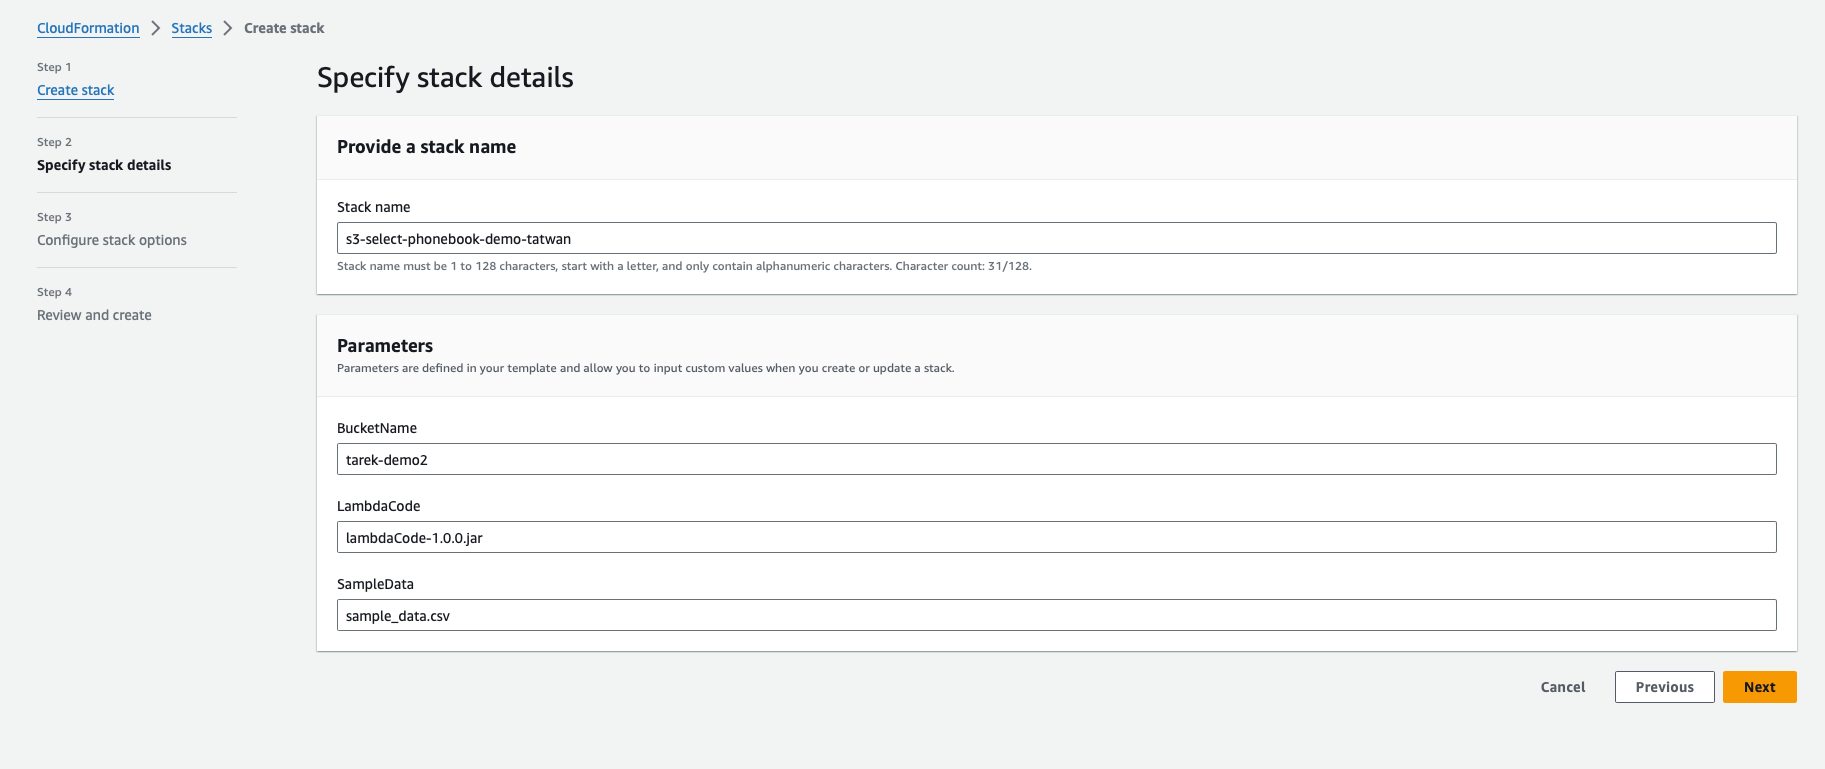 CloudFormation > Stacks > Create stack
Step 1
Create stack
Step 2
Specify stack details
Step 3
Configure stack options
Step 4
Review and create
Specify stack details
Provide a stack name
Stack name
s3-select-phonebook-demo-tatwan
Stack name must be 1 to 128 characters, start with a letter, and only contain alphanumeric characters. Character count: 31/128.
Parameters
Parameters are defined in your template and allow you to input custom values when you create or update a stack.
BucketName
tarek-demo2
LambdaCode
lambdaCode-1.0.0.jar
SampleData
sample_data.csv
Cancel Previous Next